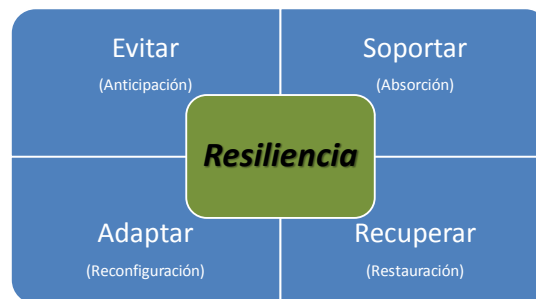 Evitar
(Anticipación)
Soportar
(Absorción)
Resiliencia
Adaptar
(Reconfiguración)
Recuperar
(Restauración)